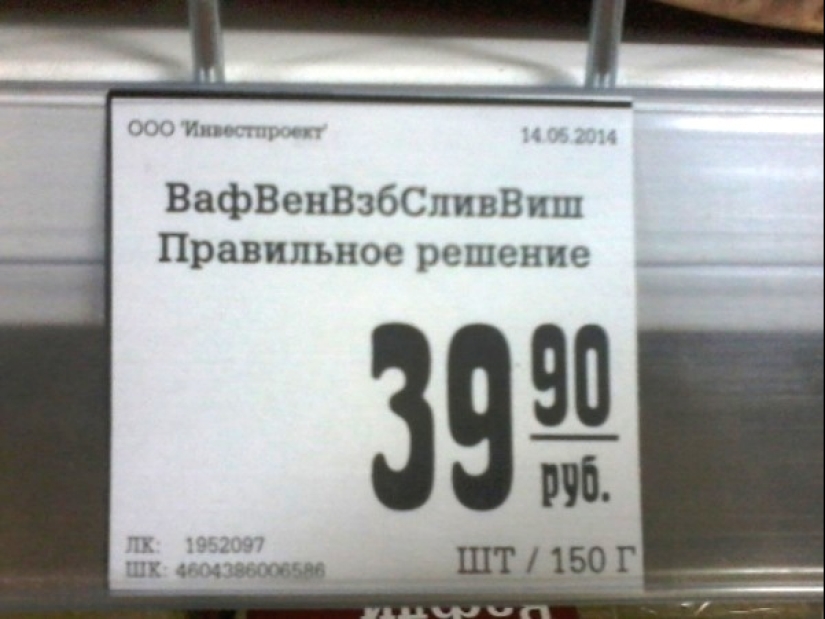 ООО 'Инвестпроект' 14.05.2014
ВафВенВзбСливВиш
Правильное решение
39 90
руб.
ЛК: 1952097
ШК: 4604386006586
ШТ / 150 Г